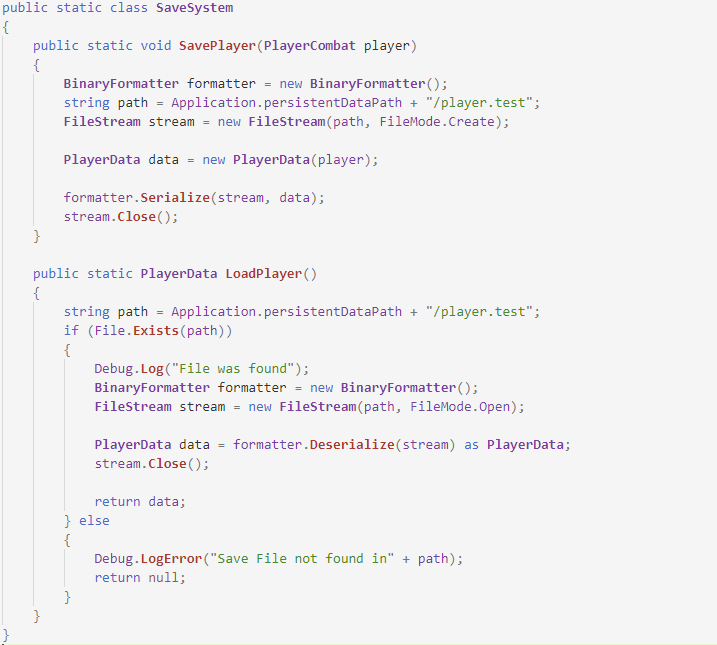 public static class SaveSystem
{
    public static void SavePlayer(PlayerCombat player)
    {
        BinaryFormatter formatter = new BinaryFormatter();
        string path = Application.persistentDataPath + "/player.test";
        FileStream stream = new FileStream(path, FileMode.Create);

        PlayerData data = new PlayerData(player);

        formatter.Serialize(stream, data);
        stream.Close();
    }

    public static PlayerData LoadPlayer()
    {
        string path = Application.persistentDataPath + "/player.test";
        if (File.Exists(path))
        {
            Debug.Log("File was found");
            BinaryFormatter formatter = new BinaryFormatter();
            FileStream stream = new FileStream(path, FileMode.Open);

            PlayerData data = formatter.Deserialize(stream) as PlayerData;
            stream.Close();

            return data;
        } else
        {
            Debug.LogError("Save File not found in" + path);
            return null;
        }
    }
}